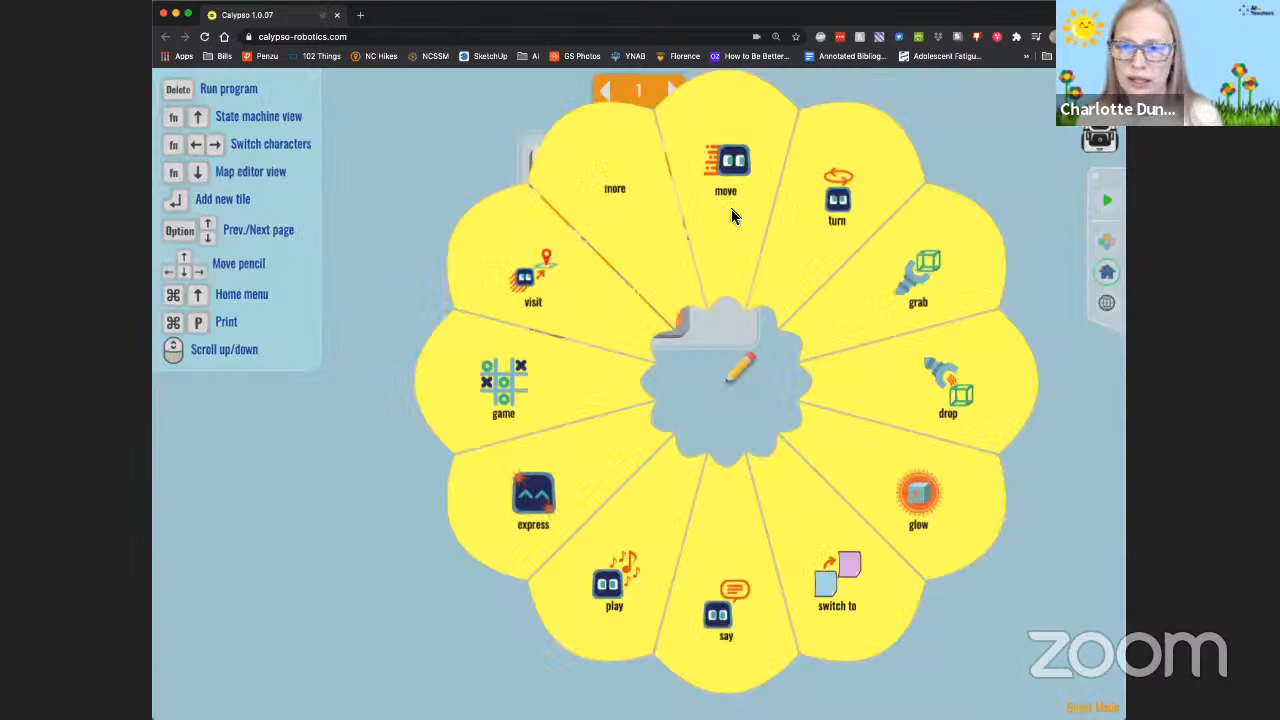 Calypso 1.0.07
calypso-robotics.com
Apps Bills Penzu 102 Things NC Hikes NCSSM SketchUp AI GS Photos YNAB Florence OZ How to Be Better... Annotated Bibliog... Adolescent Fatigu... »
Charlotte Dun...
Delete Run program
fn ↑ State machine view
fn ← → Switch characters
fn ↓ Map editor view
Add new tile
Option ↑ ↓ Prev./Next page
Move pencil
⌘ ↑ Home menu
⌘ P Print
Scroll up/down
1
move
turn
grab
drop
glow
switch to
say
play
express
game
visit
more
zoom
Guest Mode